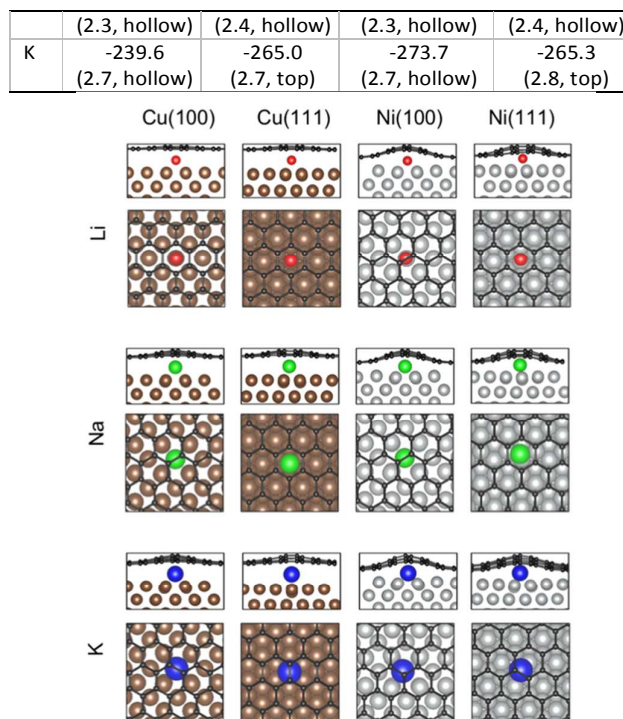 (2.3, hollow) (2.4, hollow) (2.3, hollow) (2.4, hollow)
K -239.6 -265.0 -273.7 -265.3
(2.7, hollow) (2.7, top) (2.7, hollow) (2.8, top)
Cu(100) Cu(111) Ni(100) Ni(111)
Li
Na
K